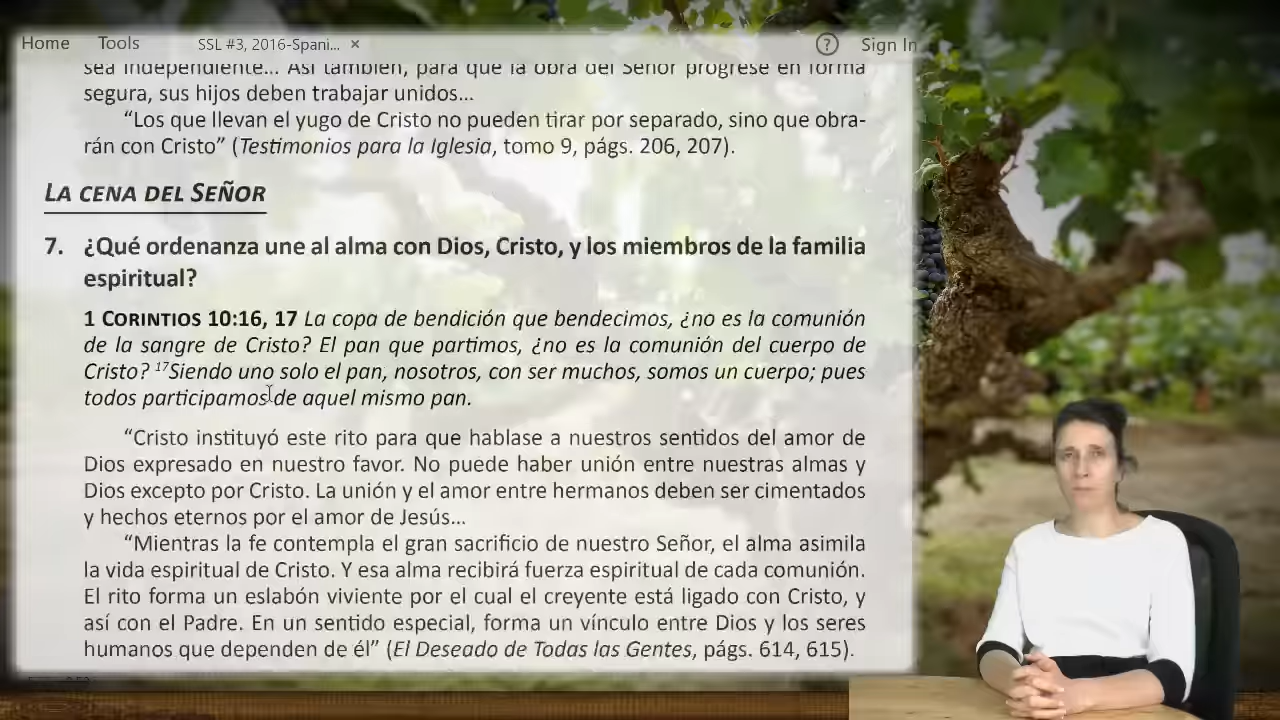 Home Tools SSL #3, 2016-Spani... × ? Sign In
sea independiente... Así también, para que la obra del Señor progrese en forma
segura, sus hijos deben trabajar unidos...
“Los que llevan el yugo de Cristo no pueden tirar por separado, sino que obra-
rán con Cristo” (Testimonios para la Iglesia, tomo 9, págs. 206, 207).
LA CENA DEL SEÑOR
7. ¿Qué ordenanza une al alma con Dios, Cristo, y los miembros de la familia
espiritual?
1 CORINTIOS 10:16, 17 La copa de bendición que bendecimos, ¿no es la comunión
de la sangre de Cristo? El pan que partimos, ¿no es la comunión del cuerpo de
Cristo? 17Siendo uno solo el pan, nosotros, con ser muchos, somos un cuerpo; pues
todos participamos de aquel mismo pan.
“Cristo instituyó este rito para que hablase a nuestros sentidos del amor de
Dios expresado en nuestro favor. No puede haber unión entre nuestras almas y
Dios excepto por Cristo. La unión y el amor entre hermanos deben ser cimentados
y hechos eternos por el amor de Jesús...
“Mientras la fe contempla el gran sacrificio de nuestro Señor, el alma asimila
la vida espiritual de Cristo. Y esa alma recibirá fuerza espiritual de cada comunión.
El rito forma un eslabón viviente por el cual el creyente está ligado con Cristo, y
así con el Padre. En un sentido especial, forma un vínculo entre Dios y los seres
humanos que dependen de él” (El Deseado de Todas las Gentes, págs. 614, 615).